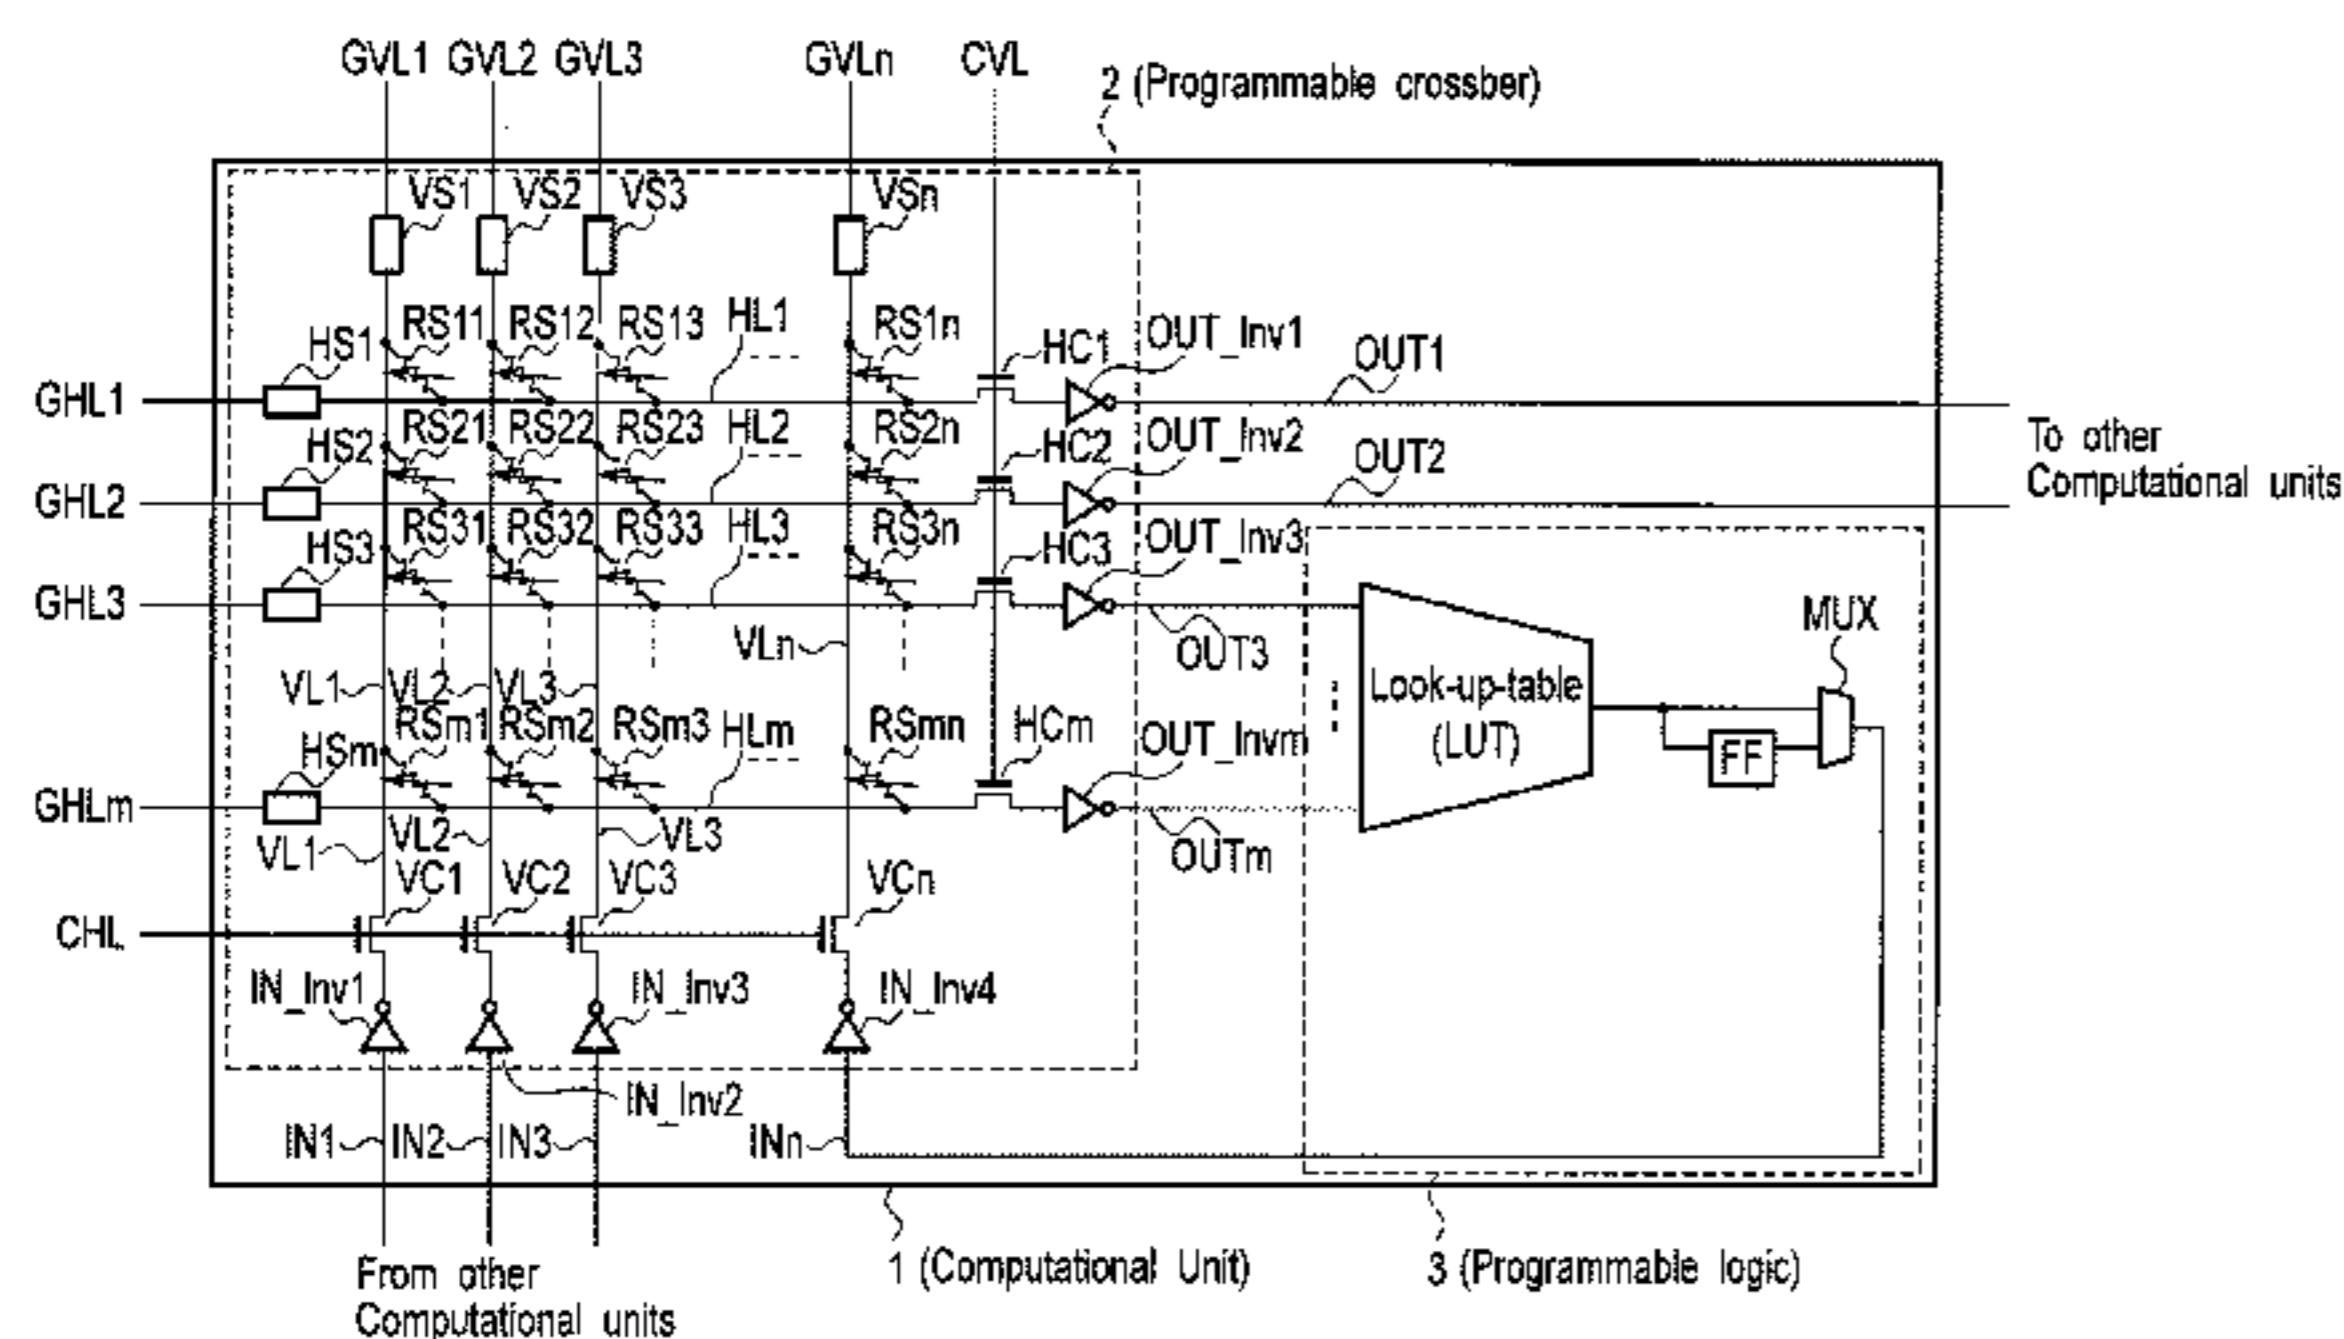 GVL1 GVL2 GVL3 GVLn CVL
2 (Programmable crossber)
VS1 VS2 VS3 VSn
HS1 RS11 RS12 RS13 HL1 RS1n HC1 OUT_Inv1 OUT1
GHL1
HS2 RS21 RS22 RS23 HL2 RS2n HC2 OUT_Inv2 OUT2
To other
Computational units
GHL2
HS3 RS31 RS32 RS33 HL3 RS3n HC3 OUT_Inv3
GHL3
VLn OUT3 MUX
VL1 VL2 VL3
Look-up-table
(LUT)
FF
HSm RSm1 RSm2 RSm3 HLm RSmn HCm OUT_Invm
GHLm
VL1 VL2 VL3 OUTm
VC1 VC2 VC3 VCn
CHL
IN_Inv1 IN_Inv3 IN_Inv4
IN_Inv2
IN1 IN2 IN3 INn
From other
Computational units
1 (Computational Unit)
3 (Programmable logic)